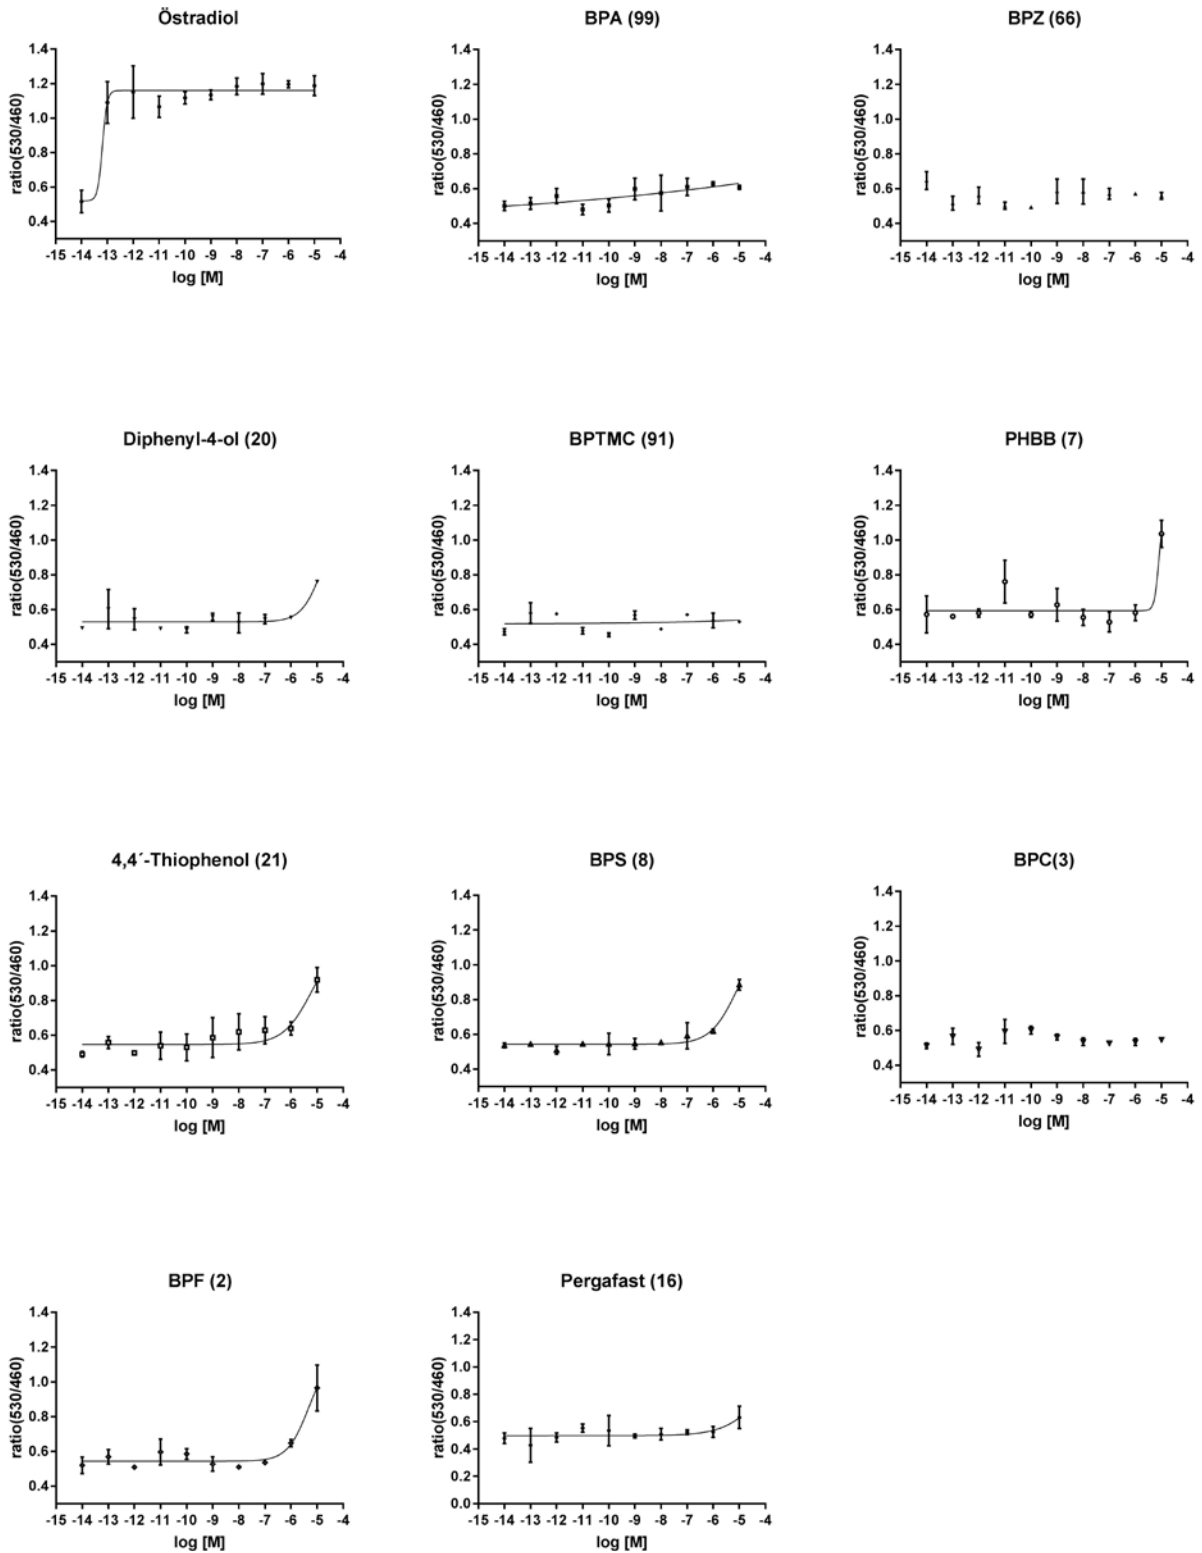 Östradiol
ratio(530/460)
1.4
1.2
1.0
0.8
0.6
0.4
-15 -14 -13 -12 -11 -10 -9 -8 -7 -6 -5 -4
log [M]
BPA (99)
ratio(530/460)
1.4
1.2
1.0
0.8
0.6
0.4
-15 -14 -13 -12 -11 -10 -9 -8 -7 -6 -5 -4
log [M]
BPZ (66)
ratio(530/460)
1.4
1.2
1.0
0.8
0.6
0.4
-15 -14 -13 -12 -11 -10 -9 -8 -7 -6 -5 -4
log [M]
Diphenyl-4-ol (20)
ratio(530/460)
1.4
1.2
1.0
0.8
0.6
0.4
-15 -14 -13 -12 -11 -10 -9 -8 -7 -6 -5 -4
log [M]
BPTMC (91)
ratio(530/460)
1.4
1.2
1.0
0.8
0.6
0.4
-15 -14 -13 -12 -11 -10 -9 -8 -7 -6 -5 -4
log [M]
PHBB (7)
ratio(530/460)
1.4
1.2
1.0
0.8
0.6
0.4
-15 -14 -13 -12 -11 -10 -9 -8 -7 -6 -5 -4
log [M]
4,4´-Thiophenol (21)
ratio(530/460)
1.4
1.2
1.0
0.8
0.6
0.4
-15 -14 -13 -12 -11 -10 -9 -8 -7 -6 -5 -4
log [M]
BPS (8)
ratio(530/460)
1.4
1.2
1.0
0.8
0.6
0.4
-15 -14 -13 -12 -11 -10 -9 -8 -7 -6 -5 -4
log [M]
BPC(3)
ratio(530/460)
1.4
1.2
1.0
0.8
0.6
0.4
-15 -14 -13 -12 -11 -10 -9 -8 -7 -6 -5 -4
log [M]
BPF (2)
ratio(530/460)
1.4
1.2
1.0
0.8
0.6
0.4
-15 -14 -13 -12 -11 -10 -9 -8 -7 -6 -5 -4
log [M]
Pergafast (16)
ratio(530/460)
1.4
1.2
1.0
0.8
0.6
0.4
0.2
0.0
-15 -14 -13 -12 -11 -10 -9 -8 -7 -6 -5 -4
log [M]